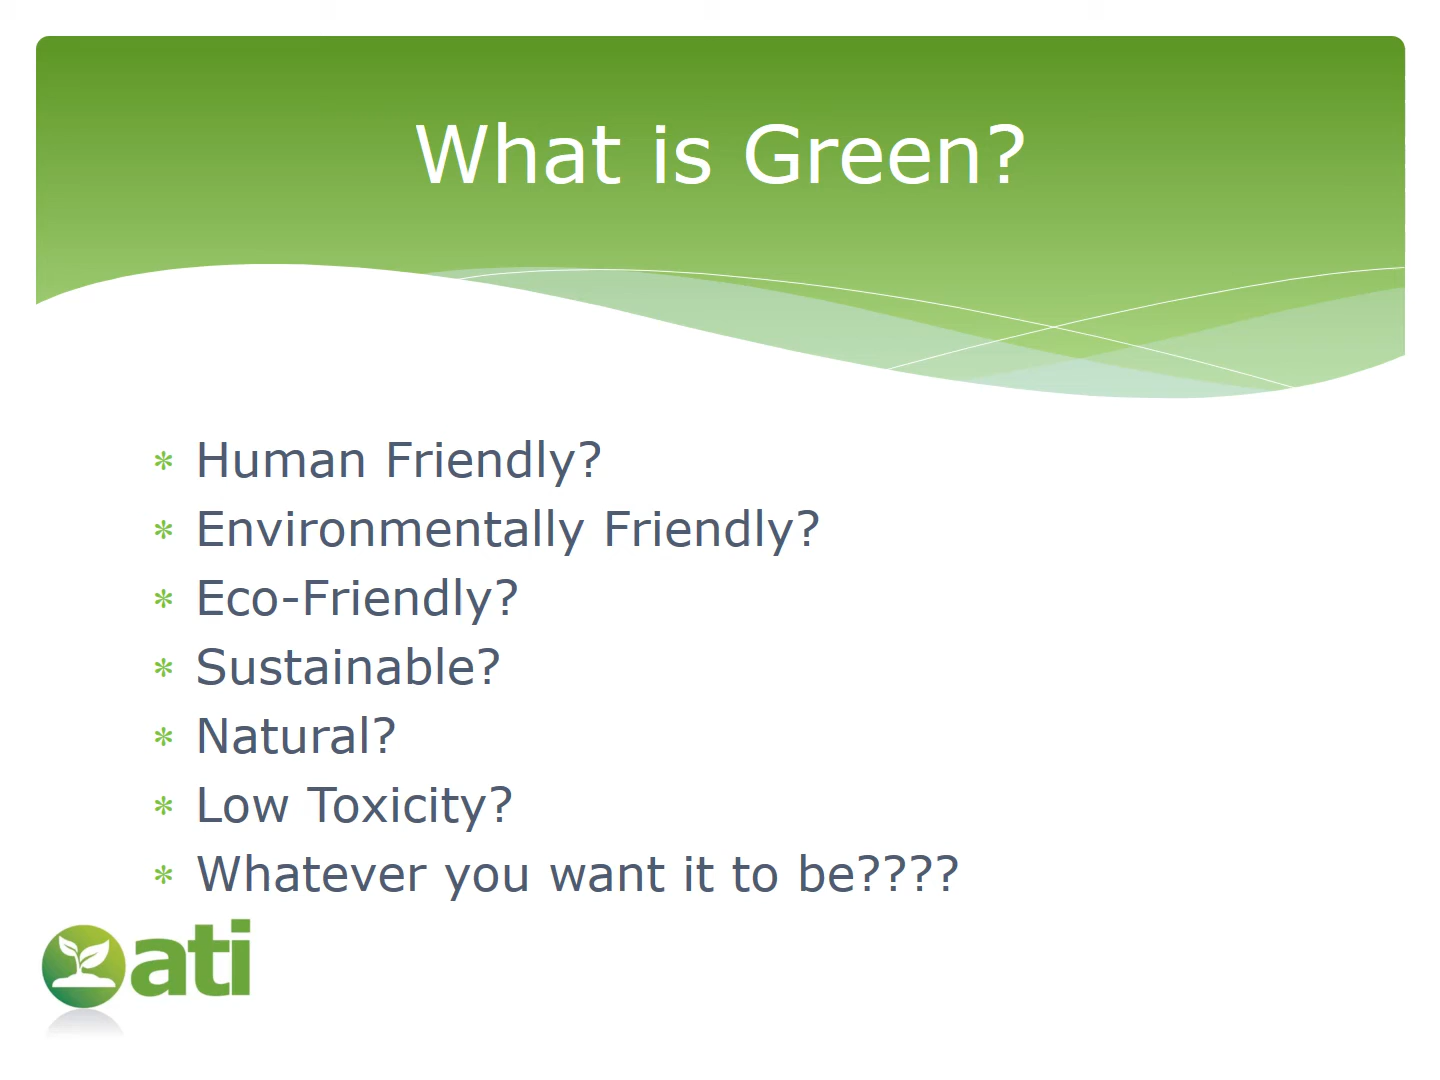 What is Green?
* Human Friendly?
* Environmentally Friendly?
* Eco-Friendly?
* Sustainable?
* Natural?
* Low Toxicity?
* Whatever you want it to be????
ati